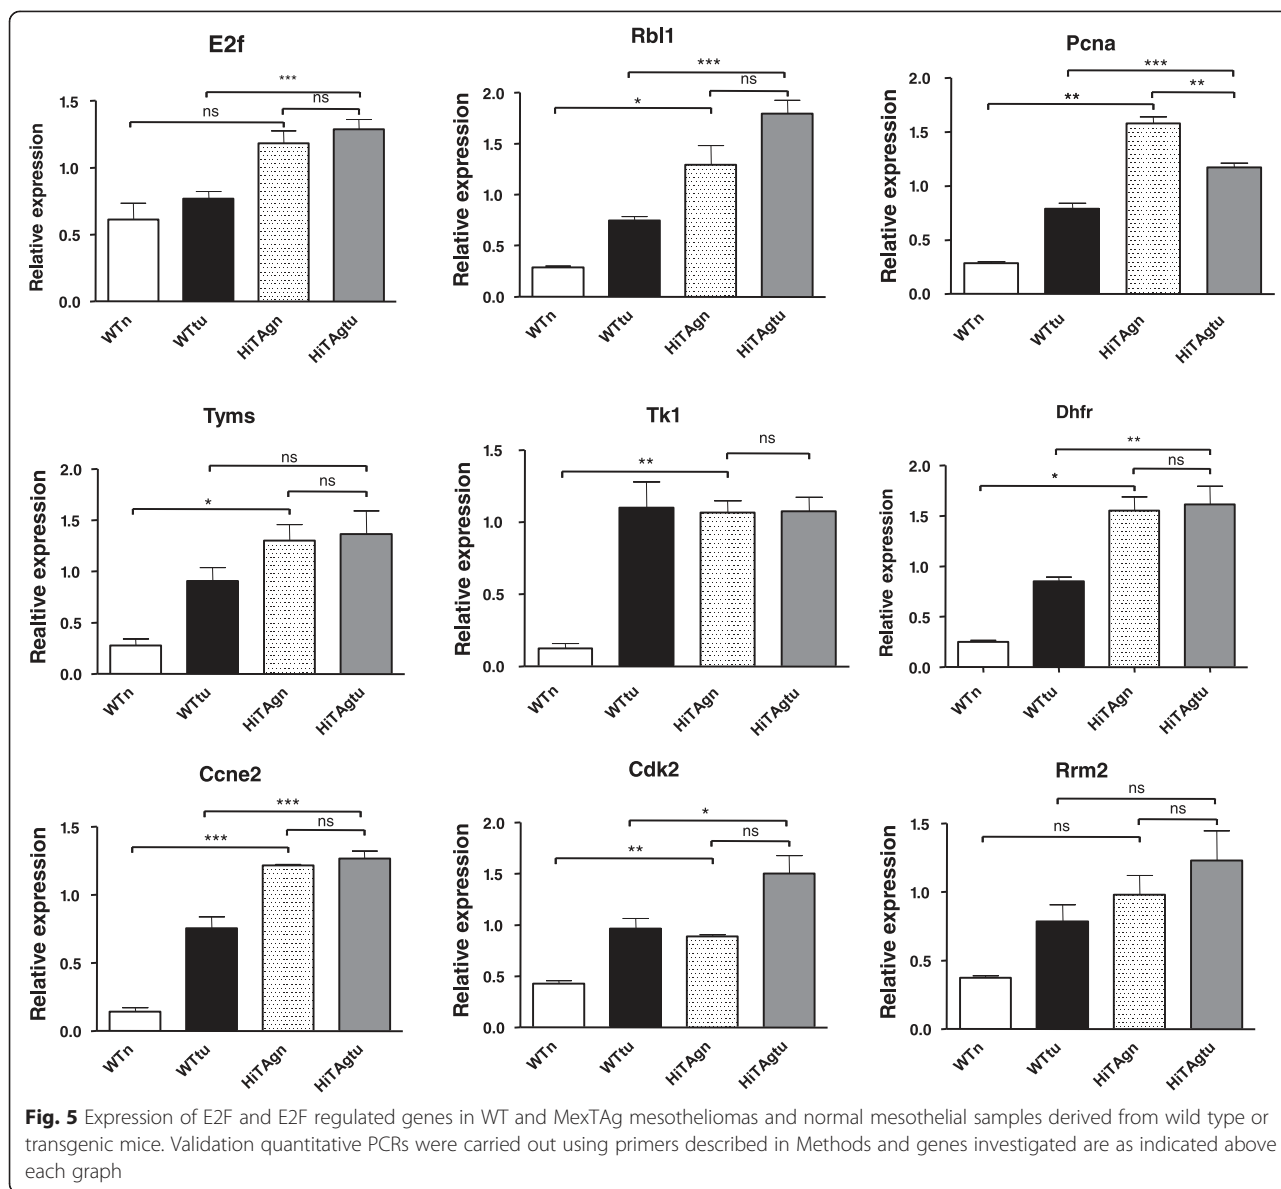 E2f
***
ns
ns
Relative expression
1.5
1.0
0.5
0.0
WTn
WTtu
HiTAgn
HiTAgtu
Rbl1
***
ns
*
Relative expression
2.0
1.5
1.0
0.5
0.0
WTn
WTtu
HiTAgn
HiTAgtu
Pcna
***
**
**
Relative expression
2.0
1.5
1.0
0.5
0.0
WTn
WTtu
HiTAgn
HiTAgtu
Tyms
ns
ns
*
Realtive expression
2.0
1.5
1.0
0.5
0.0
WTn
WTtu
HiTAgn
HiTAgtu
Tk1
ns
**
Relative expression
1.5
1.0
0.5
0.0
WTn
WTtu
HiTAgn
HiTAgtu
Dhfr
**
ns
*
Relative expression
2.0
1.5
1.0
0.5
0.0
WTn
WTtu
HiTAgn
HiTAgtu
Ccne2
***
ns
***
Relative expression
1.5
1.0
0.5
0.0
WTn
WTtu
HiTAgn
HiTAgtu
Cdk2
*
ns
**
Relative expression
2.0
1.5
1.0
0.5
0.0
WTn
WTtu
HiTAgn
HiTAgtu
Rrm2
ns
ns
ns
Relative expression
1.5
1.0
0.5
0.0
WTn
WTtu
HiTAgn
HiTAgtu
Fig. 5 Expression of E2F and E2F regulated genes in WT and MexTAg mesotheliomas and normal mesothelial samples derived from wild type or
transgenic mice. Validation quantitative PCRs were carried out using primers described in Methods and genes investigated are as indicated above
each graph